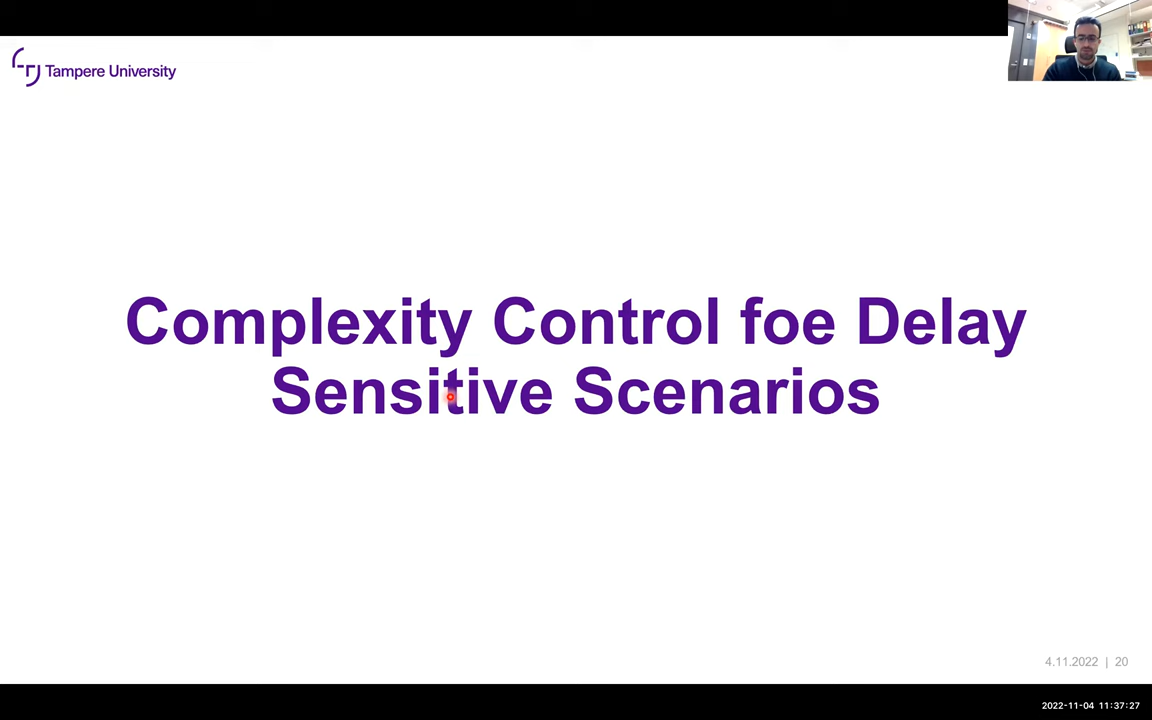 Tampere University
Complexity Control foe Delay
Sensitive Scenarios
4.11.2022 | 20
2022-11-04 11:37:27